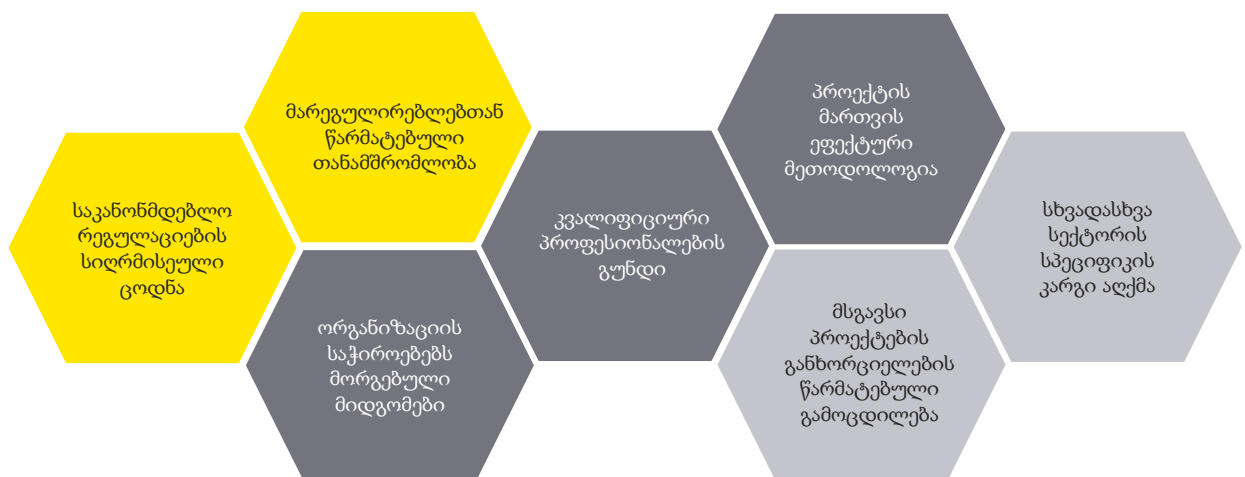 საკანონმდებლო
რეგულაციების
სიღრმისეული
ცოდნა
მარეგულირებლებთან
წარმატებული
თანამშრომლობა
ორგანიზაციის
საჭიროებებს
მორგებული
მიდგომები
კვალიფიციური
პროფესიონალების
გუნდი
პროექტის
მართვის
ეფექტური
მეთოდოლოგია
მსგავსი
პროექტების
განხორციელების
წარმატებული
გამოცდილება
სხვადასხვა
სექტორის
სპეციფიკის
კარგი აღქმა